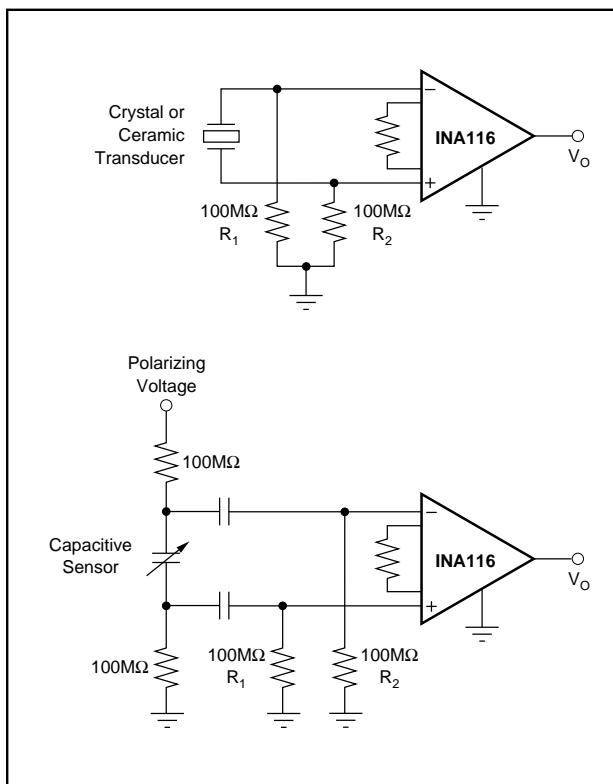 Crystal or
Ceramic
Transducer
−
INA116
+
V_O
100MΩ
R_1
100MΩ
R_2
Polarizing
Voltage
100MΩ
Capacitive
Sensor
−
INA116
+
V_O
100MΩ
100MΩ
R_1
100MΩ
R_2